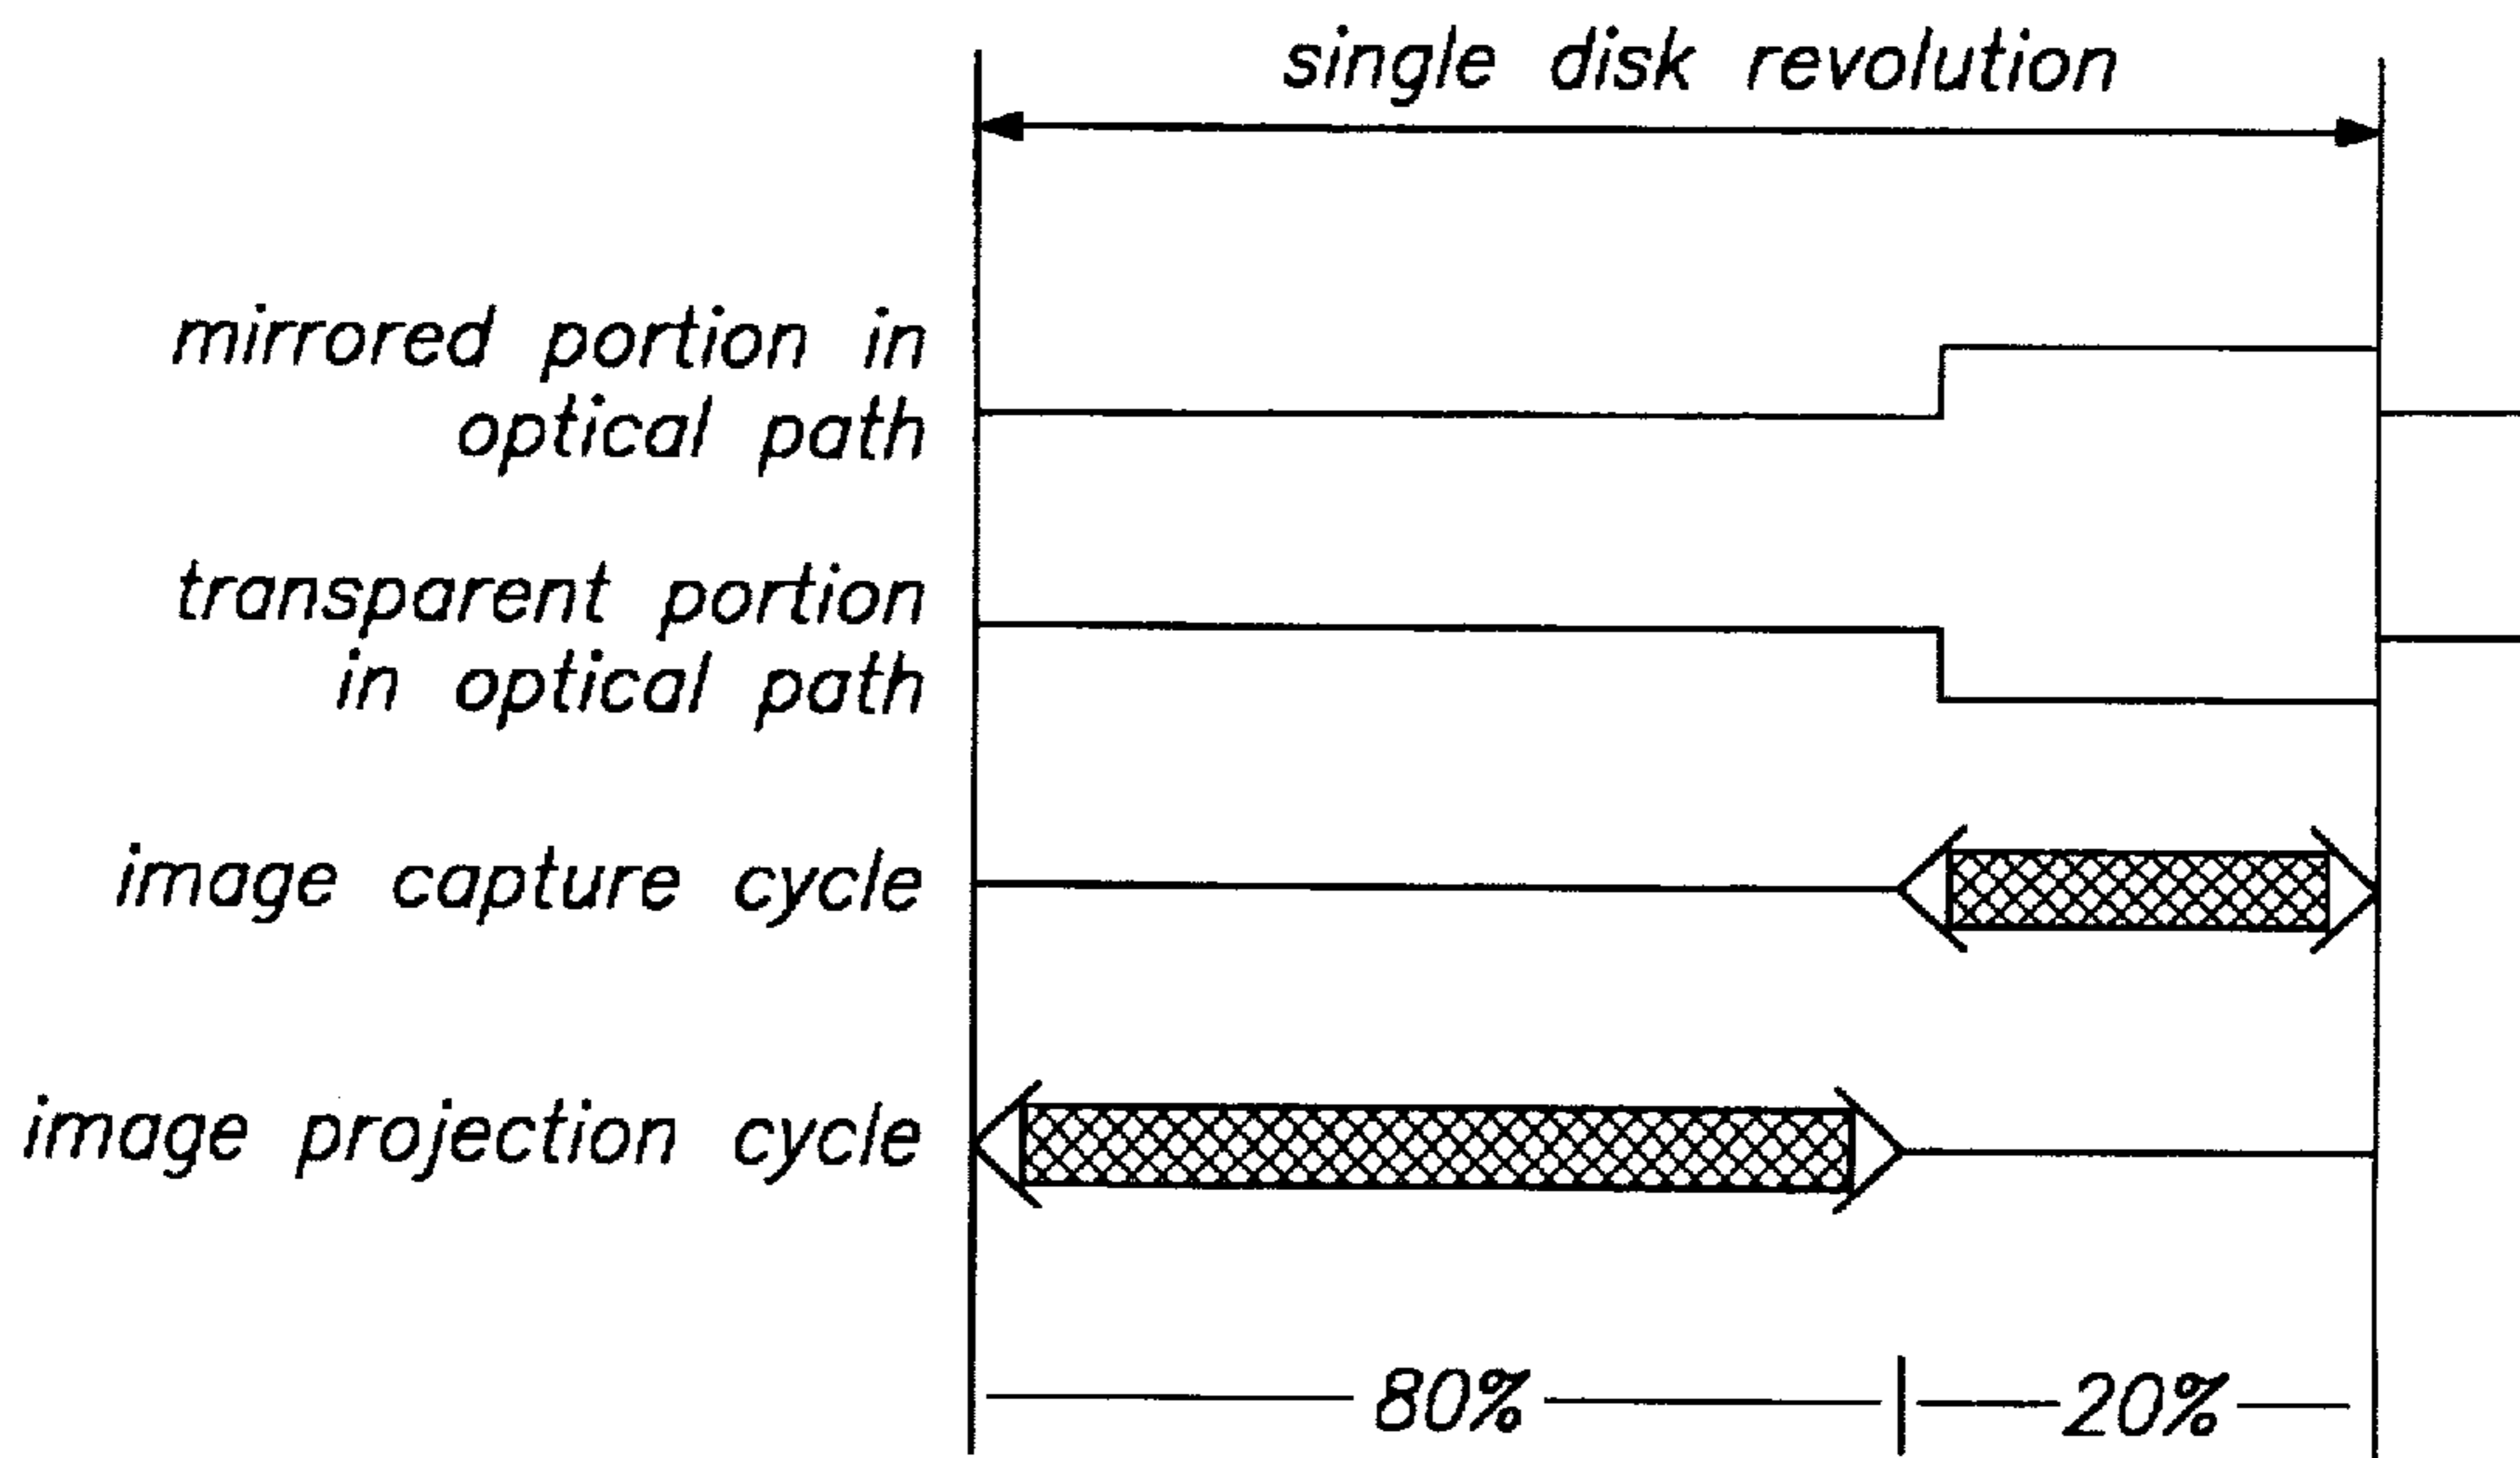 single disk revolution
mirrored portion in
optical path
transparent portion
in optical path
image capture cycle
image projection cycle
80%
20%